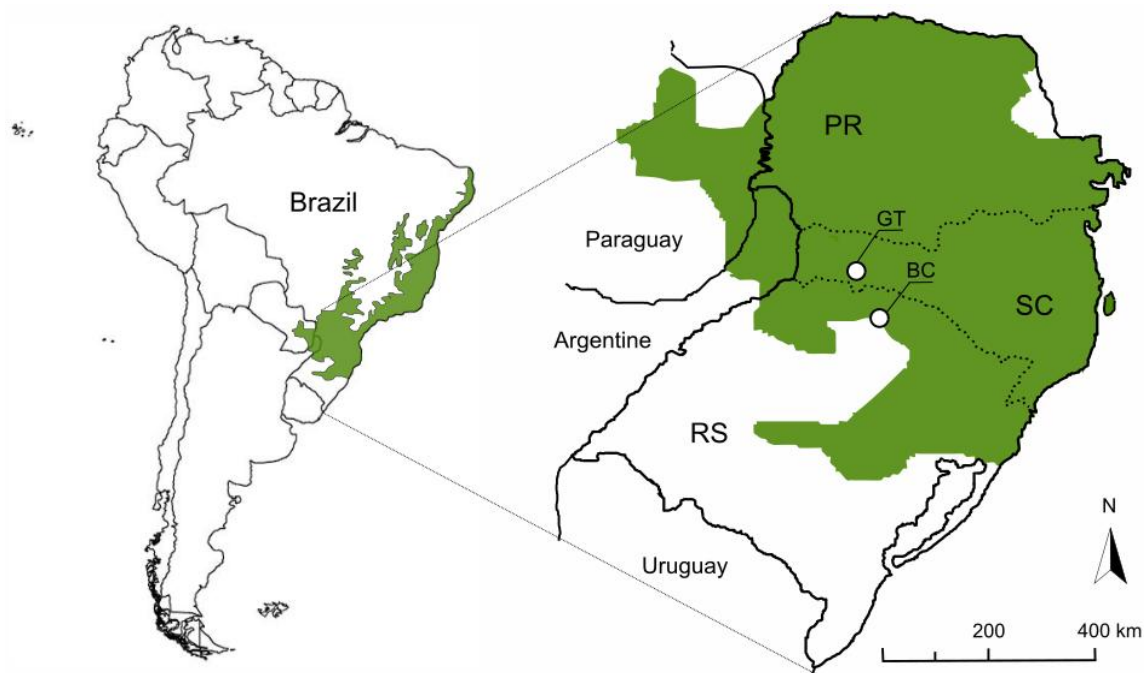 Brazil
PR
GT
Paraguay
BC
SC
Argentine
RS
N
Uruguay
200
400 km